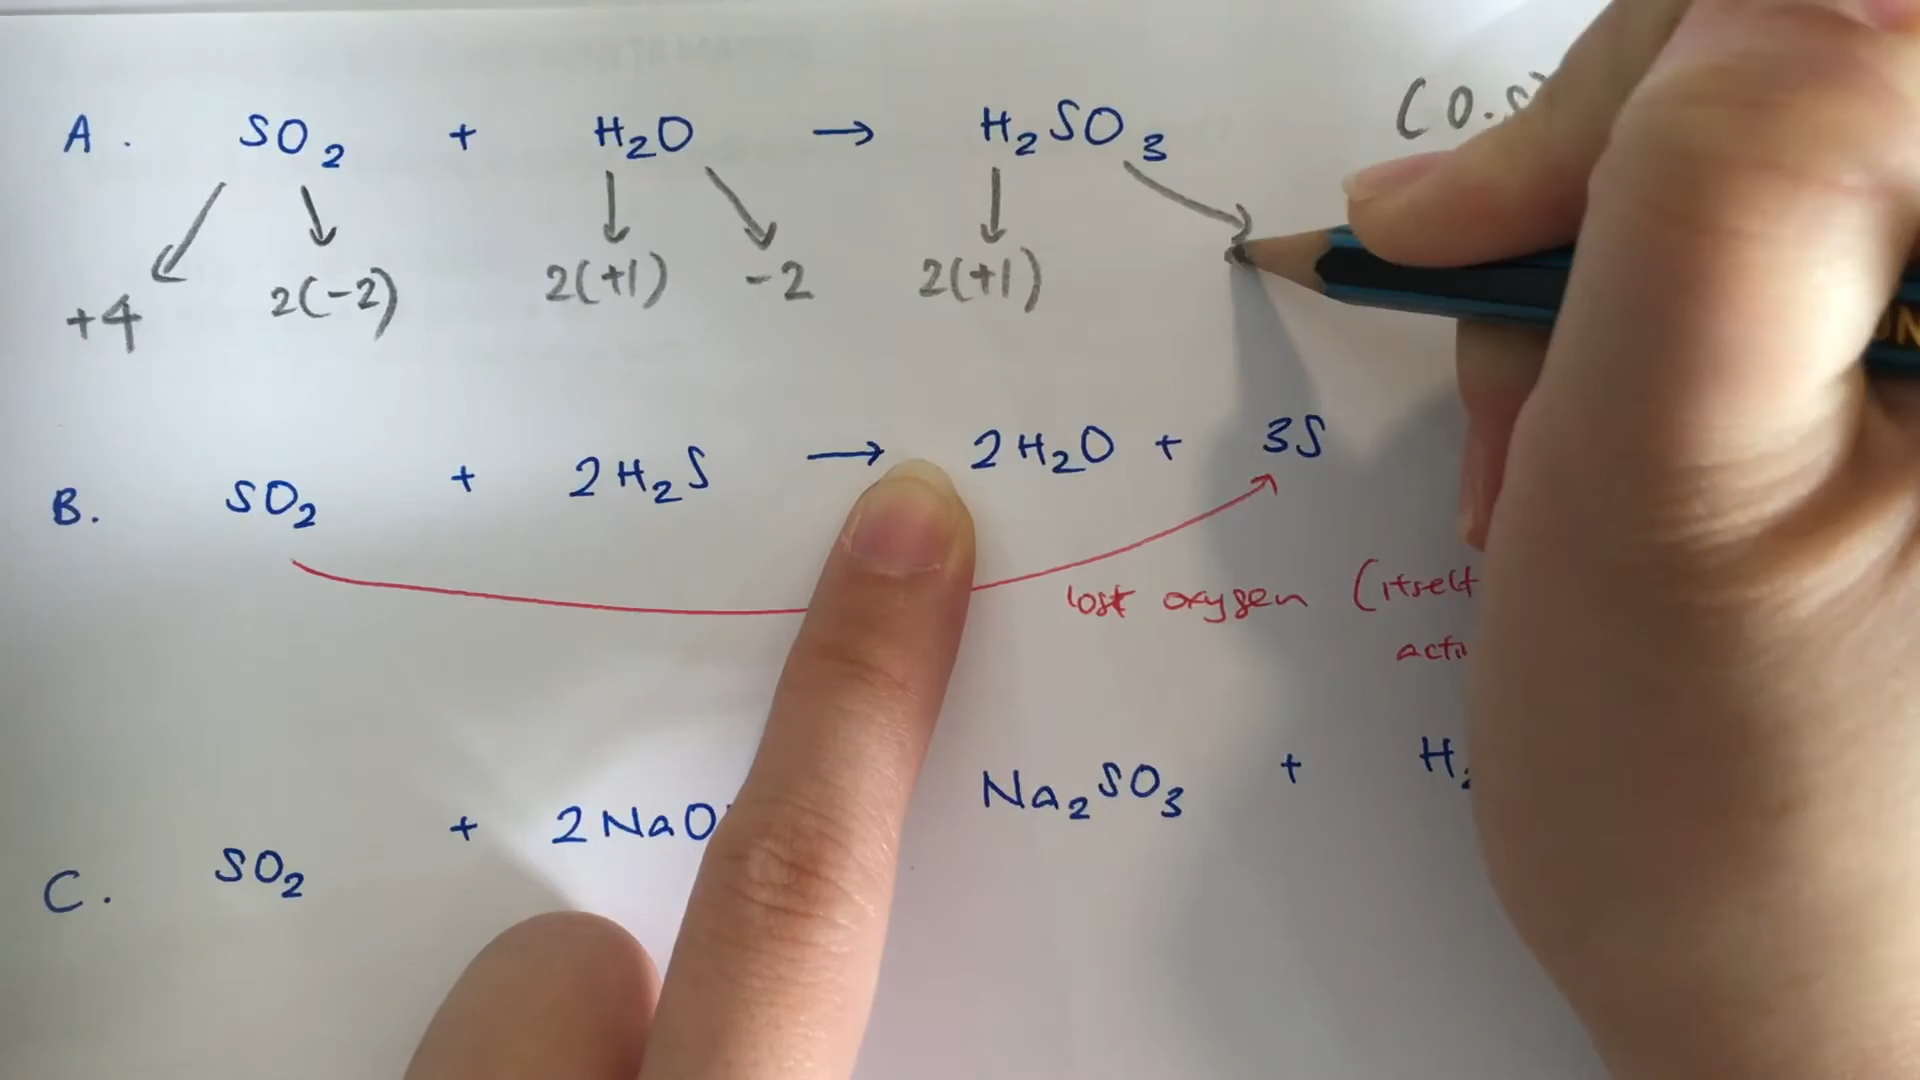 A. SO2 + H2O → H2SO3 (O.S)
+4 2(-2) 2(+1) -2 2(+1)
B. SO2 + 2H2S → 2H2O + 3S
lost oxygen (itself
C. SO2 + 2NaO Na2SO3 + H